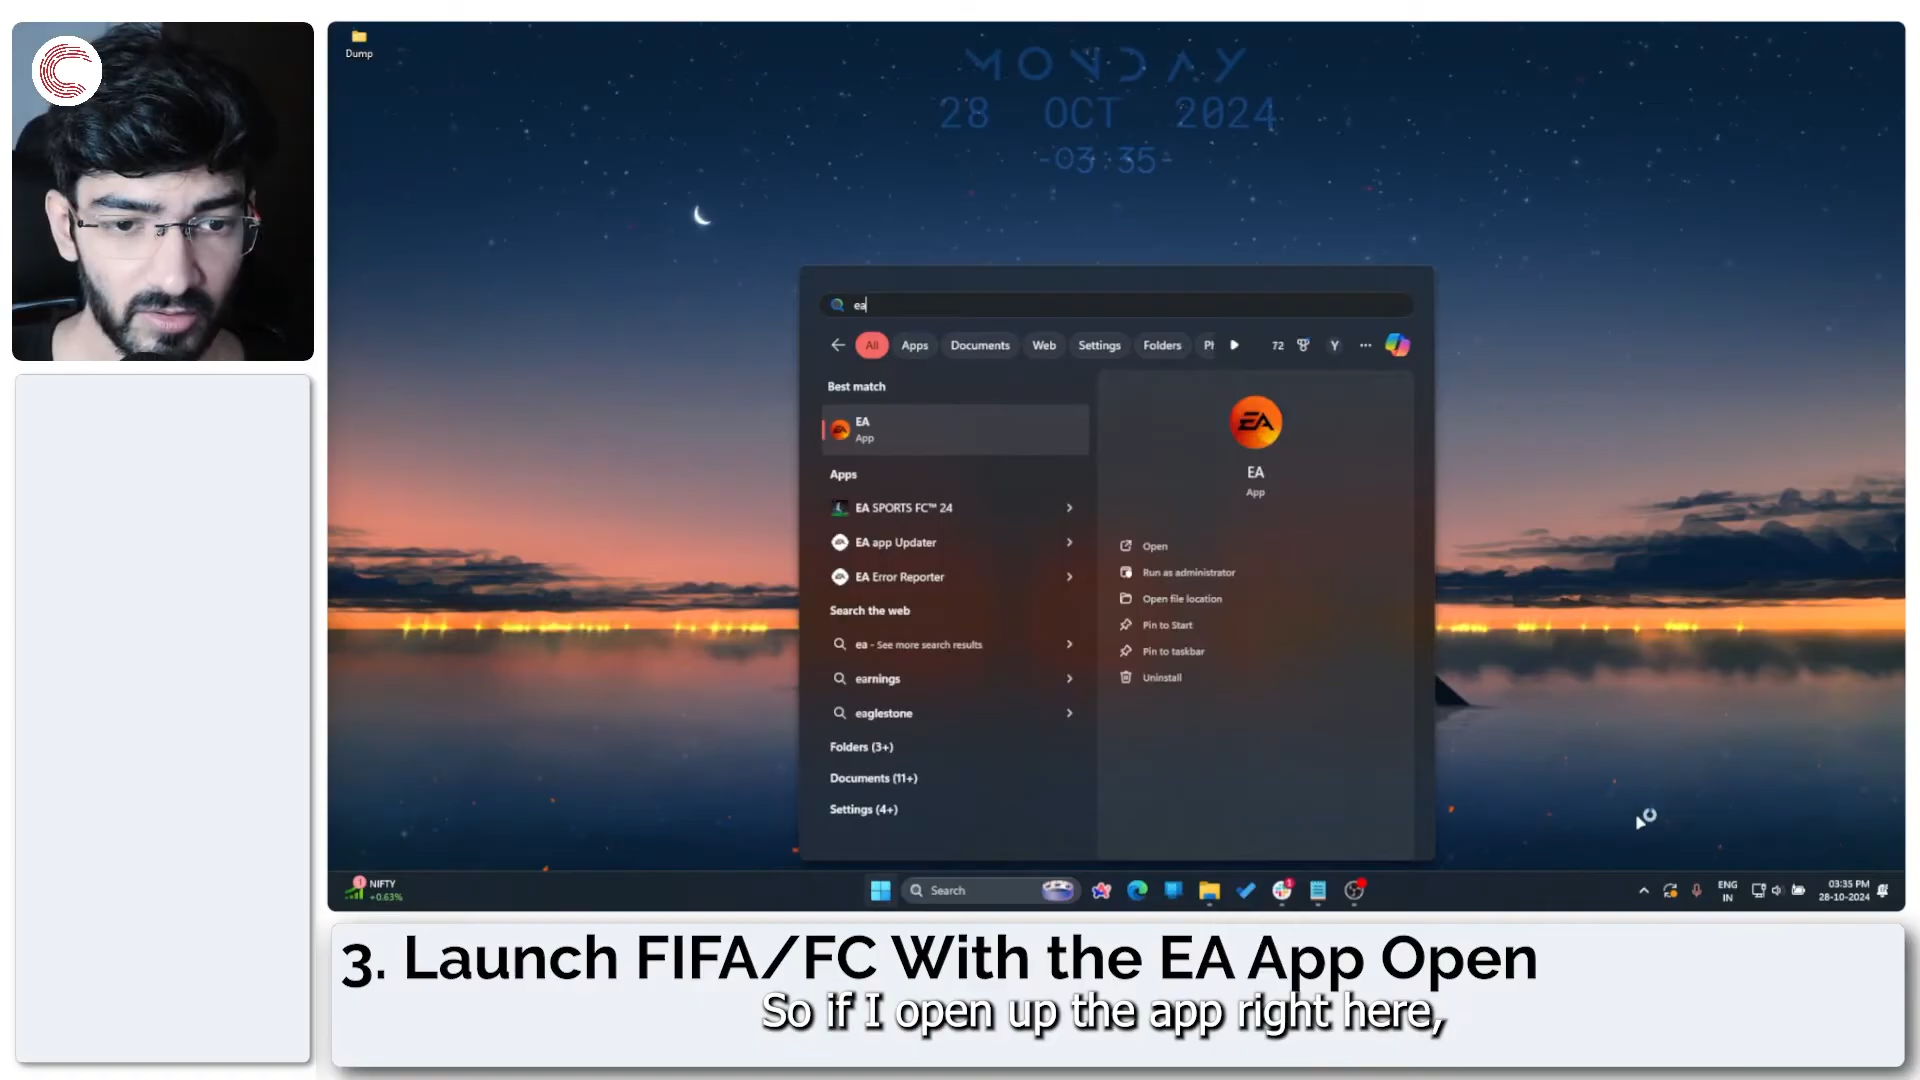 Dump
MONDAY
28 OCT 2024
-03:35-
ea
All Apps Documents Web Settings Folders Ph 72 Y ...
Best match
EA
App
Apps
EA SPORTS FC™ 24
EA app Updater
EA Error Reporter
Search the web
ea - See more search results
earnings
eaglestone
Folders (3+)
Documents (11+)
Settings (4+)
EA
EA
App
Open
Run as administrator
Open file location
Pin to Start
Pin to taskbar
Uninstall
1 NIFTY
+0.63%
Search
ENG
IN
03:35 PM
28-10-2024
3. Launch FIFA/FC With the EA App Open
So if I open up the app right here,